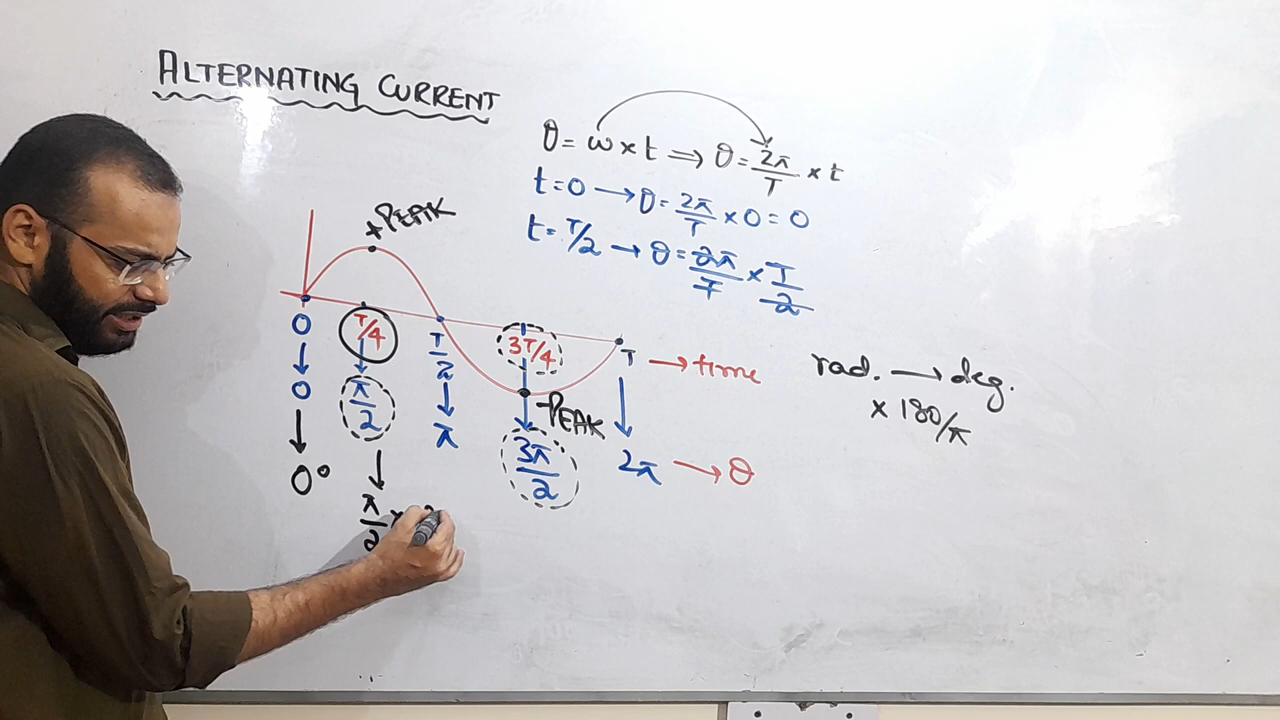 ALTERNATING CURRENT
θ = ω × t ⇒ θ = 2π/T × t
t = 0 → θ = 2π/T × 0 = 0
t = T/2 → θ = 2π/T × T/2
+PEAK
0 T/4 T/2 3T/4 T → time
-PEAK
0 π/2 π 3π/2 2π → θ
0°
π/2 ×
rad. → deg.
× 180/π